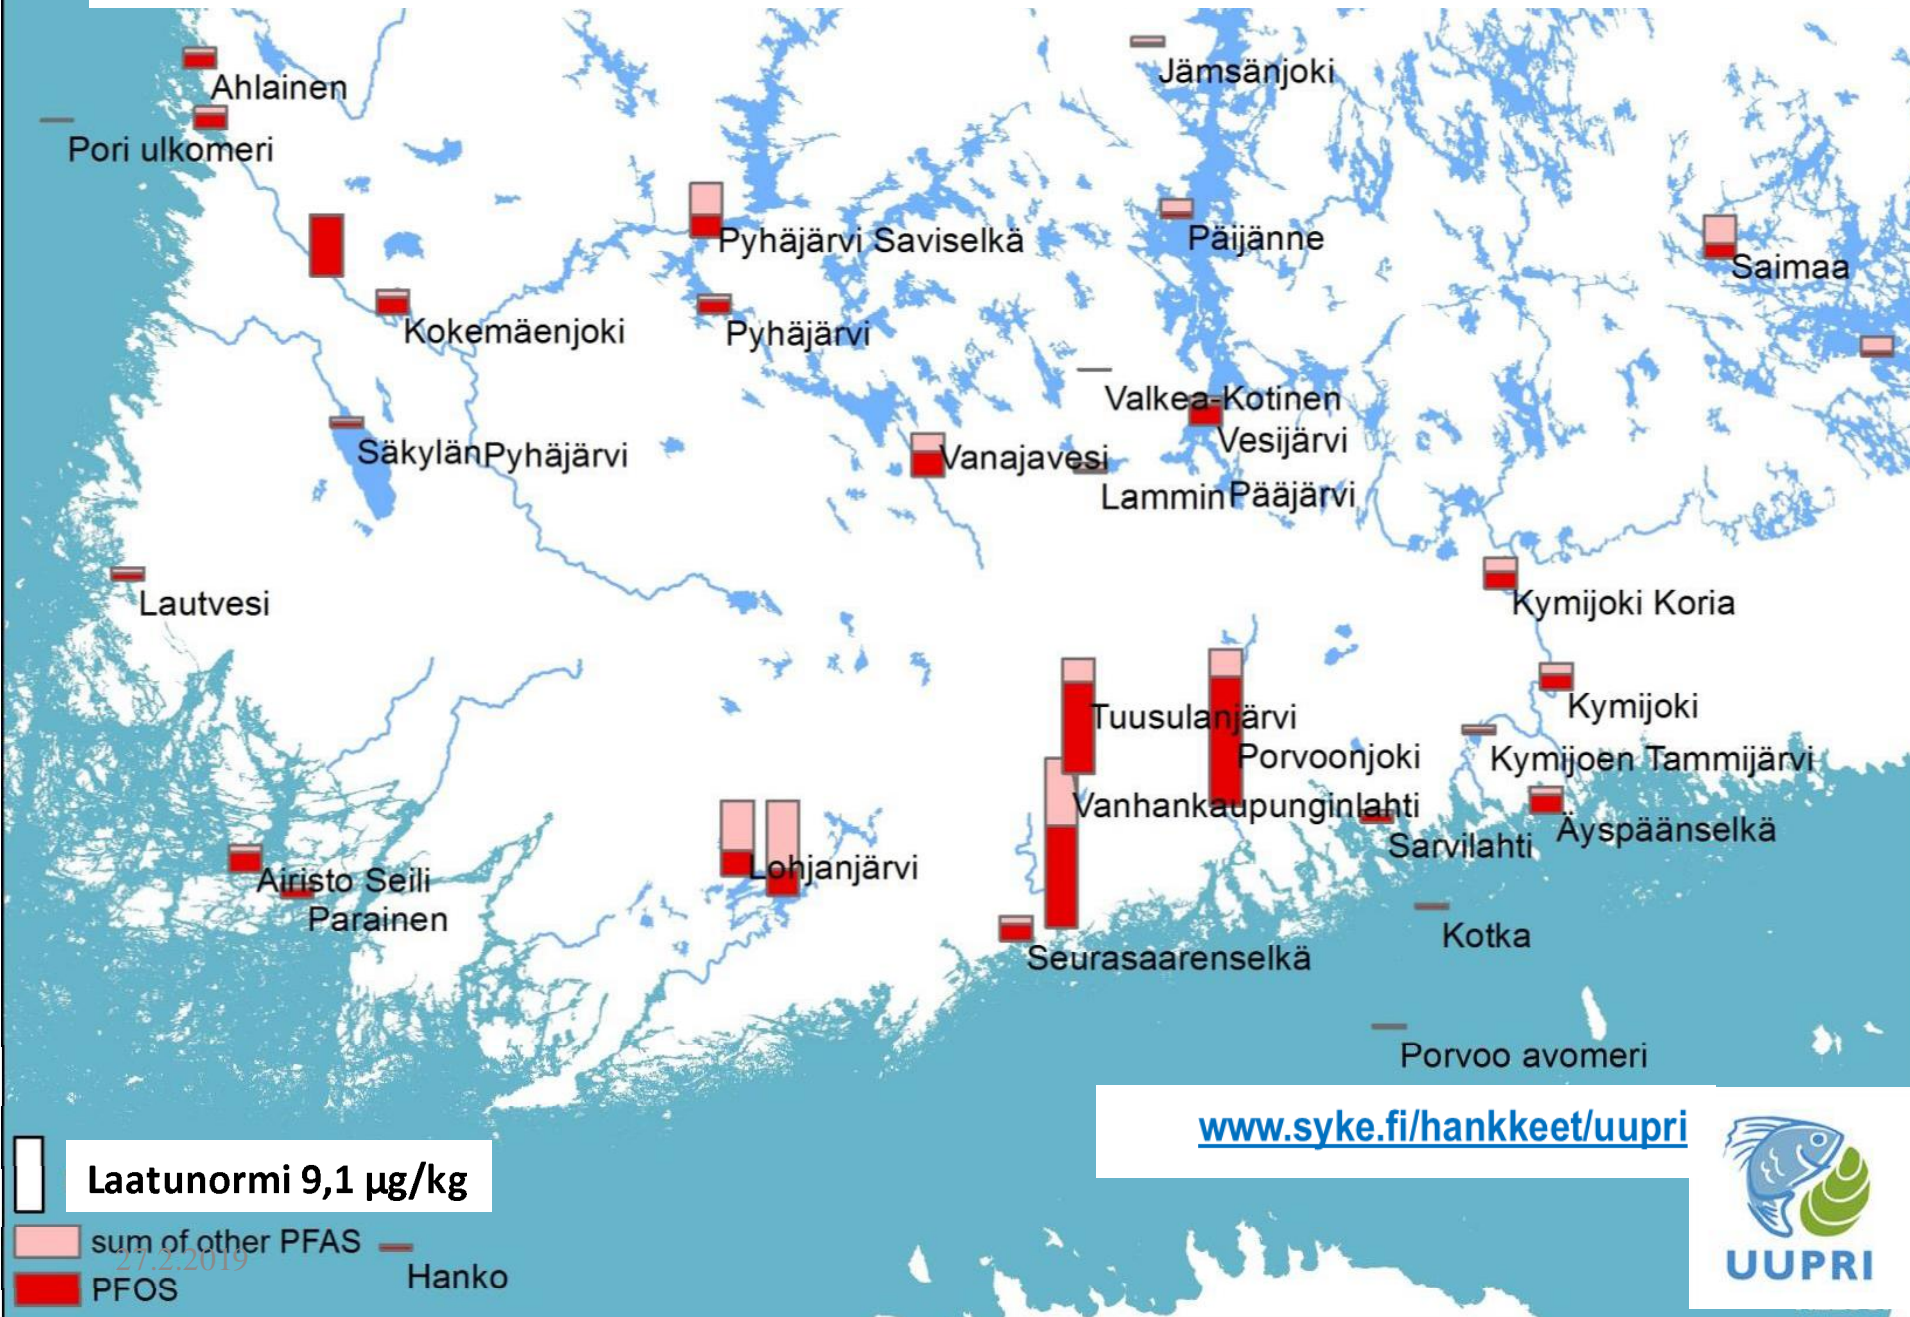 Jämsänjoki
Ahlainen
Pori ulkomeri
Pyhäjärvi Saviselkä
Päijänne
Saimaa
Kokemäenjoki
Pyhäjärvi
Valkea-Kotinen
Vesijärvi
SäkylänPyhäjärvi
Vanajavesi
LamminPääjärvi
Lautvesi
Kymijoki Koria
Kymijoki
Tuusulanjärvi
Porvoonjoki
Kymijoen Tammijärvi
Vanhankaupunginlahti
Sarvilahti
Äyspäänselkä
Lohjanjärvi
Airisto Seili
Parainen
Kotka
Seurasaarenselkä
Porvoo avomeri
www.syke.fi/hankkeet/uupri
Laatunormi 9,1 µg/kg
sum of other PFAS
27.2.2019
PFOS
Hanko
UUPRI